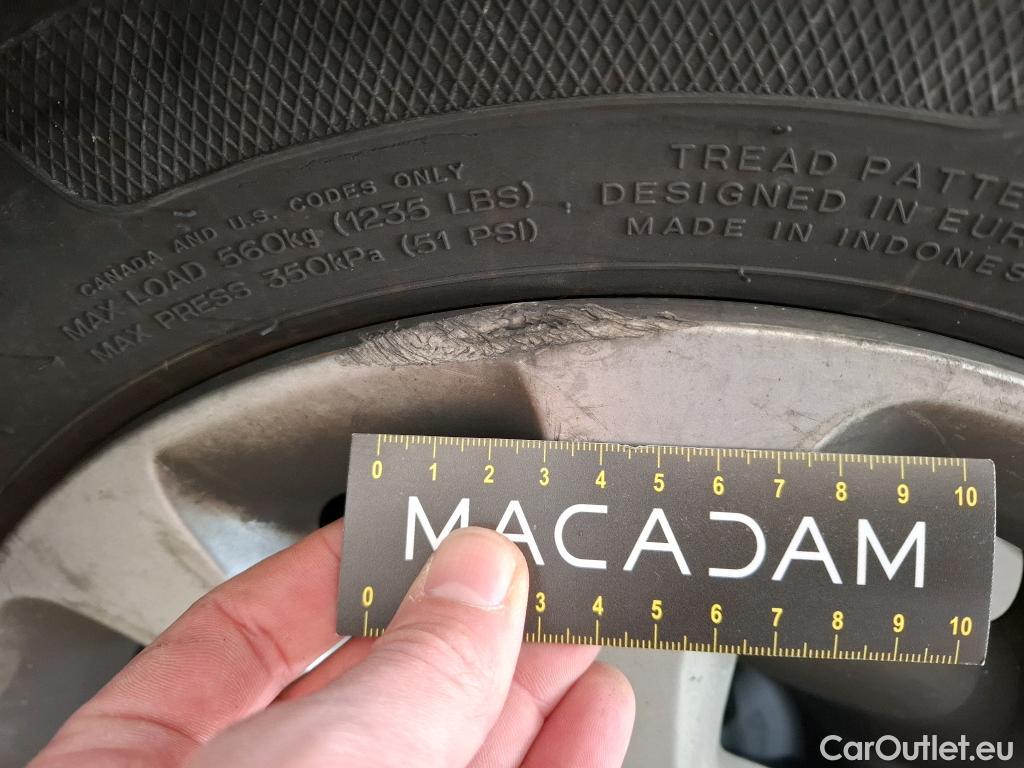 CANADA AND U.S. CODES ONLY
MAX LOAD 560kg (1235 LBS)
MAX PRESS 350kPa (51 PSI)
TREAD PATTE
DESIGNED IN EUR
MADE IN INDONES
0 1 2 3 4 5 6 7 8 9 10
MACADAM
0 3 4 5 6 7 8 9 10
CarOutlet.eu